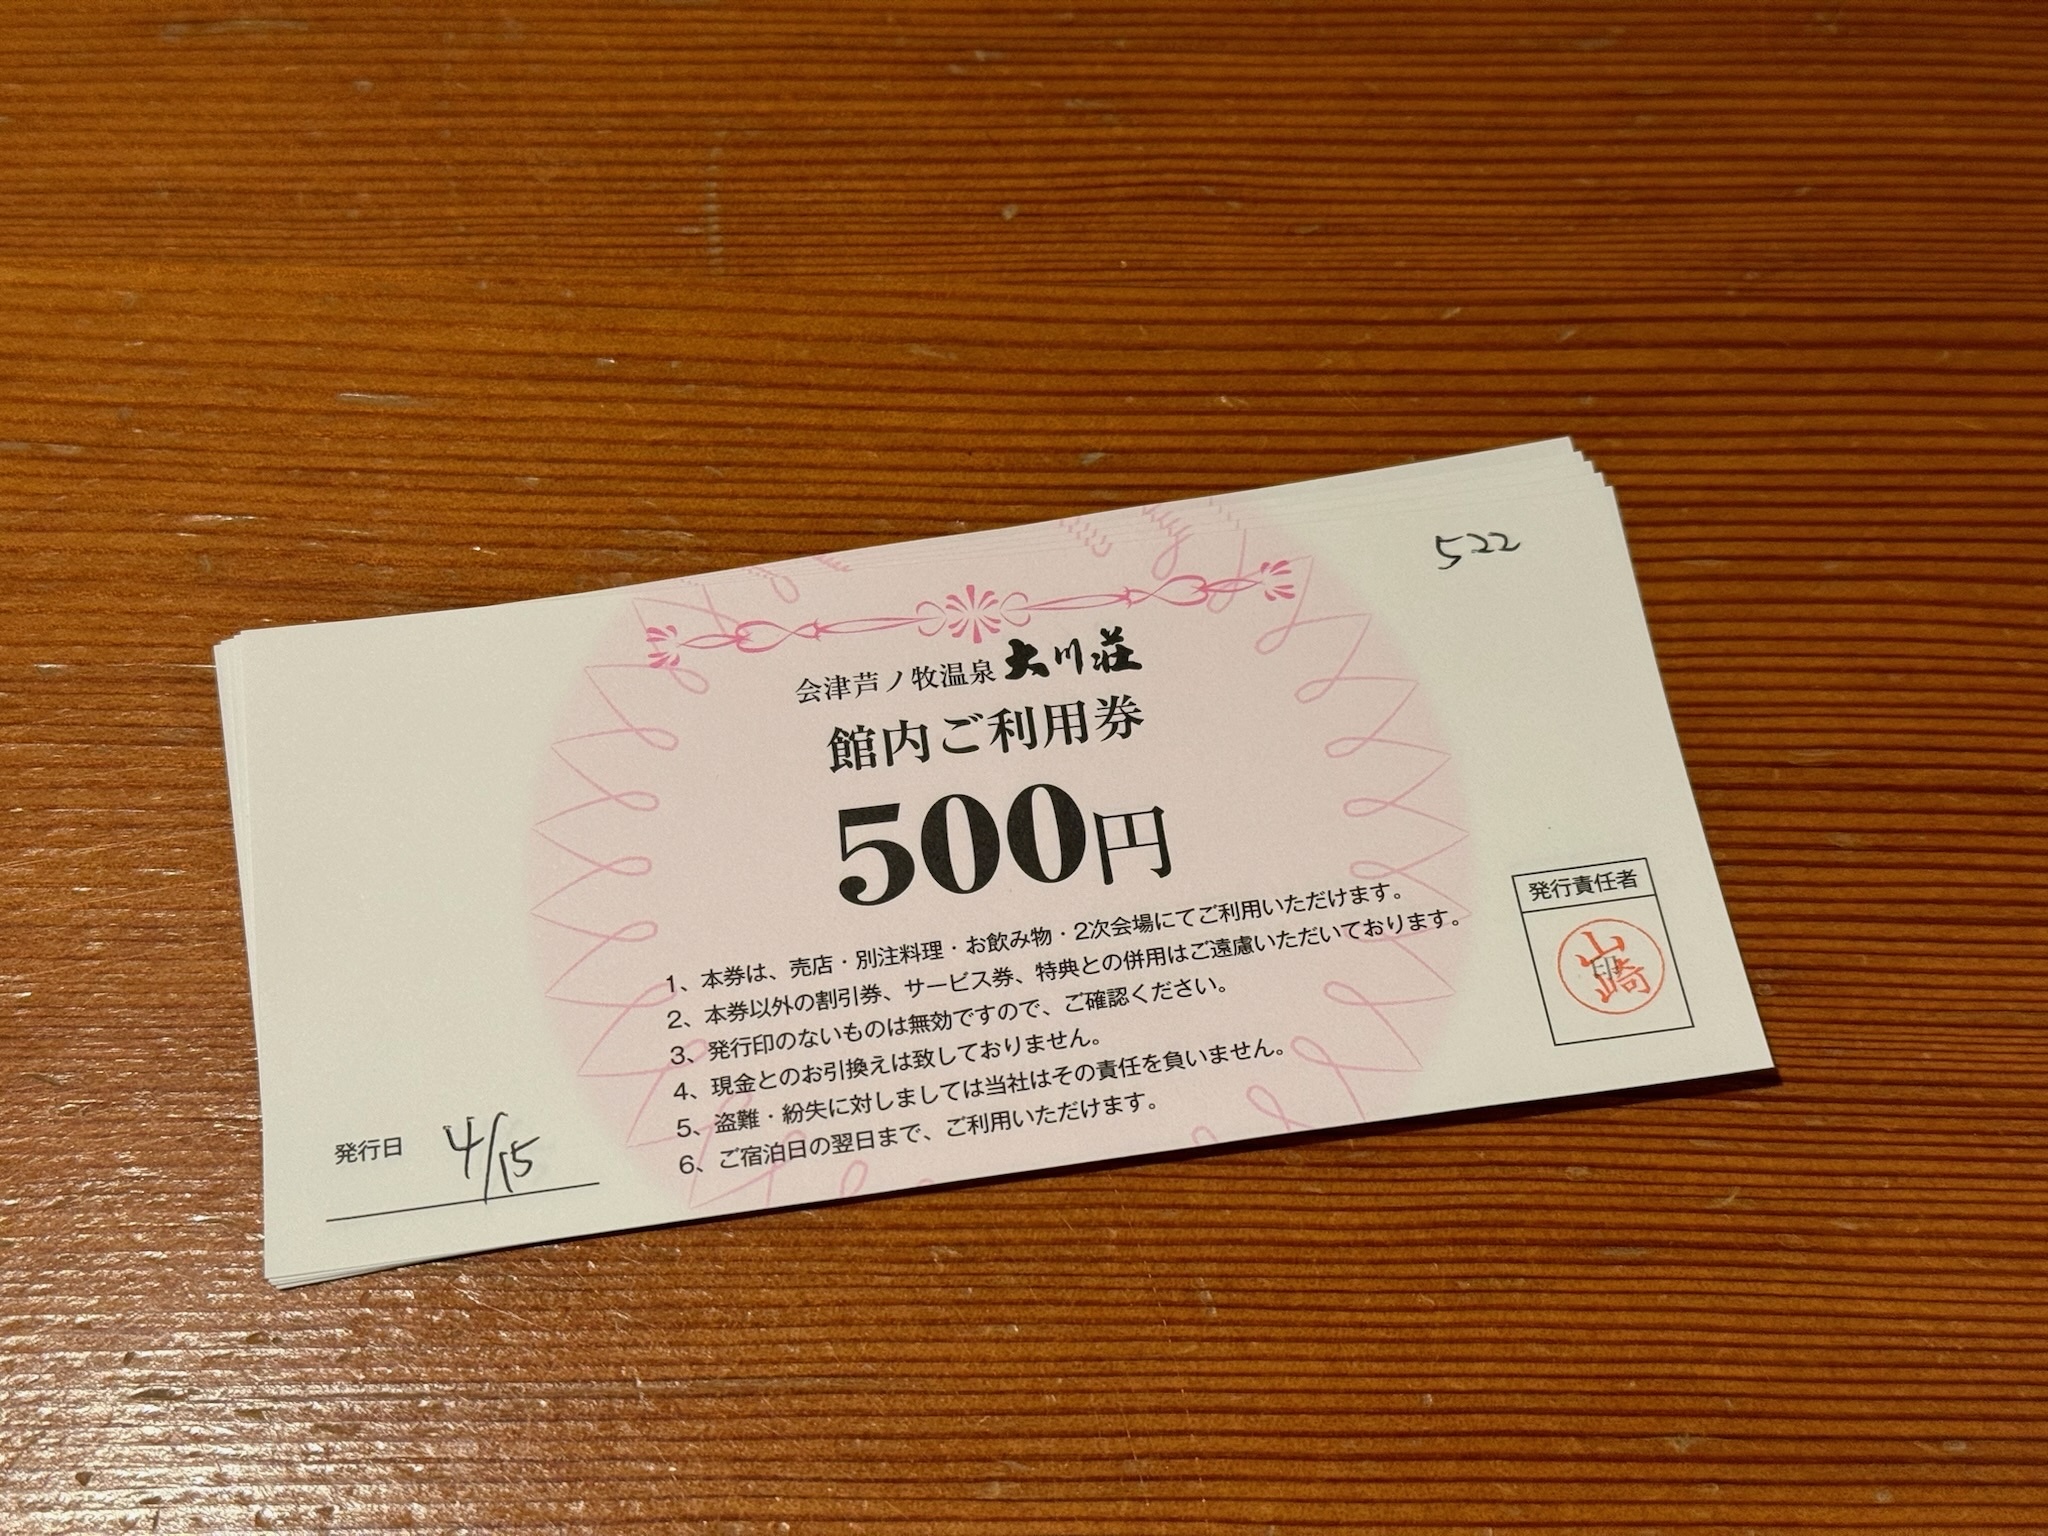 522
会津芦ノ牧温泉 大川荘
館内ご利用券
500円
1、本券は、売店・別注料理・お飲み物・2次会場にてご利用いただけます。
2、本券以外の割引券、サービス券、特典との併用はご遠慮いただいております。
3、発行印のないものは無効ですので、ご確認ください。
4、現金とのお引換えは致しておりません。
5、盗難・紛失に対しましては当社はその責任を負いません。
6、ご宿泊日の翌日まで、ご利用いただけます。
発行責任者
印
山崎
発行日 4/15